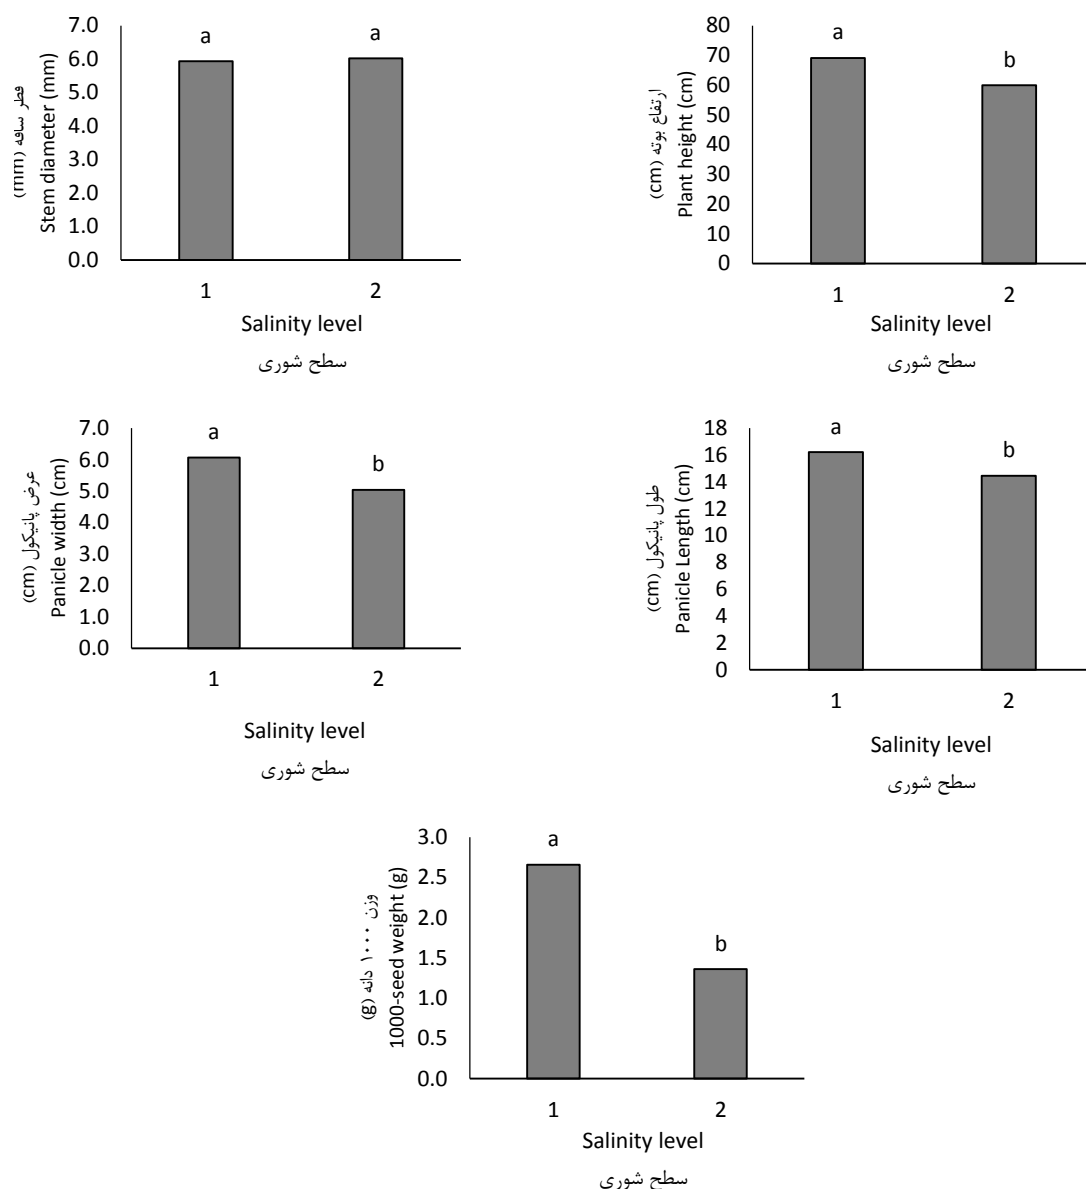 قطر ساقه (mm)
Stem diameter (mm)
7.0
6.0
5.0
4.0
3.0
2.0
1.0
0.0
a
a
1
2
Salinity level
سطح شوری
ارتفاع بوته (cm)
Plant height (cm)
80
70
60
50
40
30
20
10
0
a
b
1
2
Salinity level
سطح شوری
عرض پانیکول (cm)
Panicle width (cm)
7.0
6.0
5.0
4.0
3.0
2.0
1.0
0.0
a
b
1
2
Salinity level
سطح شوری
طول پانیکول (cm)
Panicle Length (cm)
18
16
14
12
10
8
6
4
2
0
a
b
1
2
Salinity level
سطح شوری
وزن ۱۰۰۰ دانه (g)
1000-seed weight (g)
3.0
2.5
2.0
1.5
1.0
0.5
0.0
a
b
1
2
Salinity level
سطح شوری